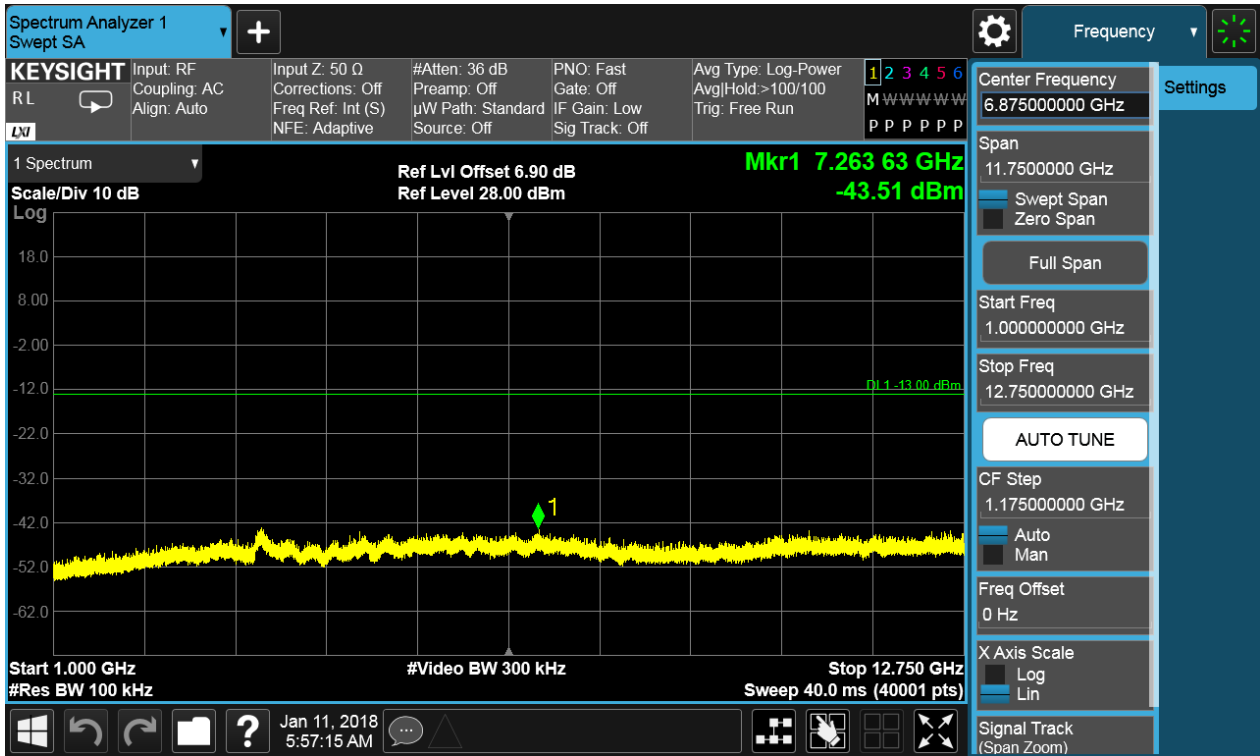 Spectrum Analyzer 1
Swept SA
+
Frequency
KEYSIGHT
R L
LXI
Input: RF
Coupling: AC
Align: Auto
Input Z: 50 Ω
Corrections: Off
Freq Ref: Int (S)
NFE: Adaptive
#Atten: 36 dB
Preamp: Off
µW Path: Standard
Source: Off
PNO: Fast
Gate: Off
IF Gain: Low
Sig Track: Off
Avg Type: Log-Power
Avg|Hold:>100/100
Trig: Free Run
1 2 3 4 5 6
M W W W W W
P P P P P P
1 Spectrum
Scale/Div 10 dB
Log
Ref Lvl Offset 6.90 dB
Ref Level 28.00 dBm
Mkr1 7.263 63 GHz
-43.51 dBm
18.0
8.00
-2.00
-12.0
-22.0
-32.0
-42.0
-52.0
-62.0
DL1 -13.00 dBm
1
Start 1.000 GHz
#Res BW 100 kHz
#Video BW 300 kHz
Stop 12.750 GHz
Sweep 40.0 ms (40001 pts)
?
Jan 11, 2018
5:57:15 AM
Center Frequency
6.875000000 GHz
Span
11.7500000 GHz
Swept Span
Zero Span
Full Span
Start Freq
1.000000000 GHz
Stop Freq
12.750000000 GHz
AUTO TUNE
CF Step
1.175000000 GHz
Auto
Man
Freq Offset
0 Hz
X Axis Scale
Log
Lin
Signal Track
(Span Zoom)
Settings